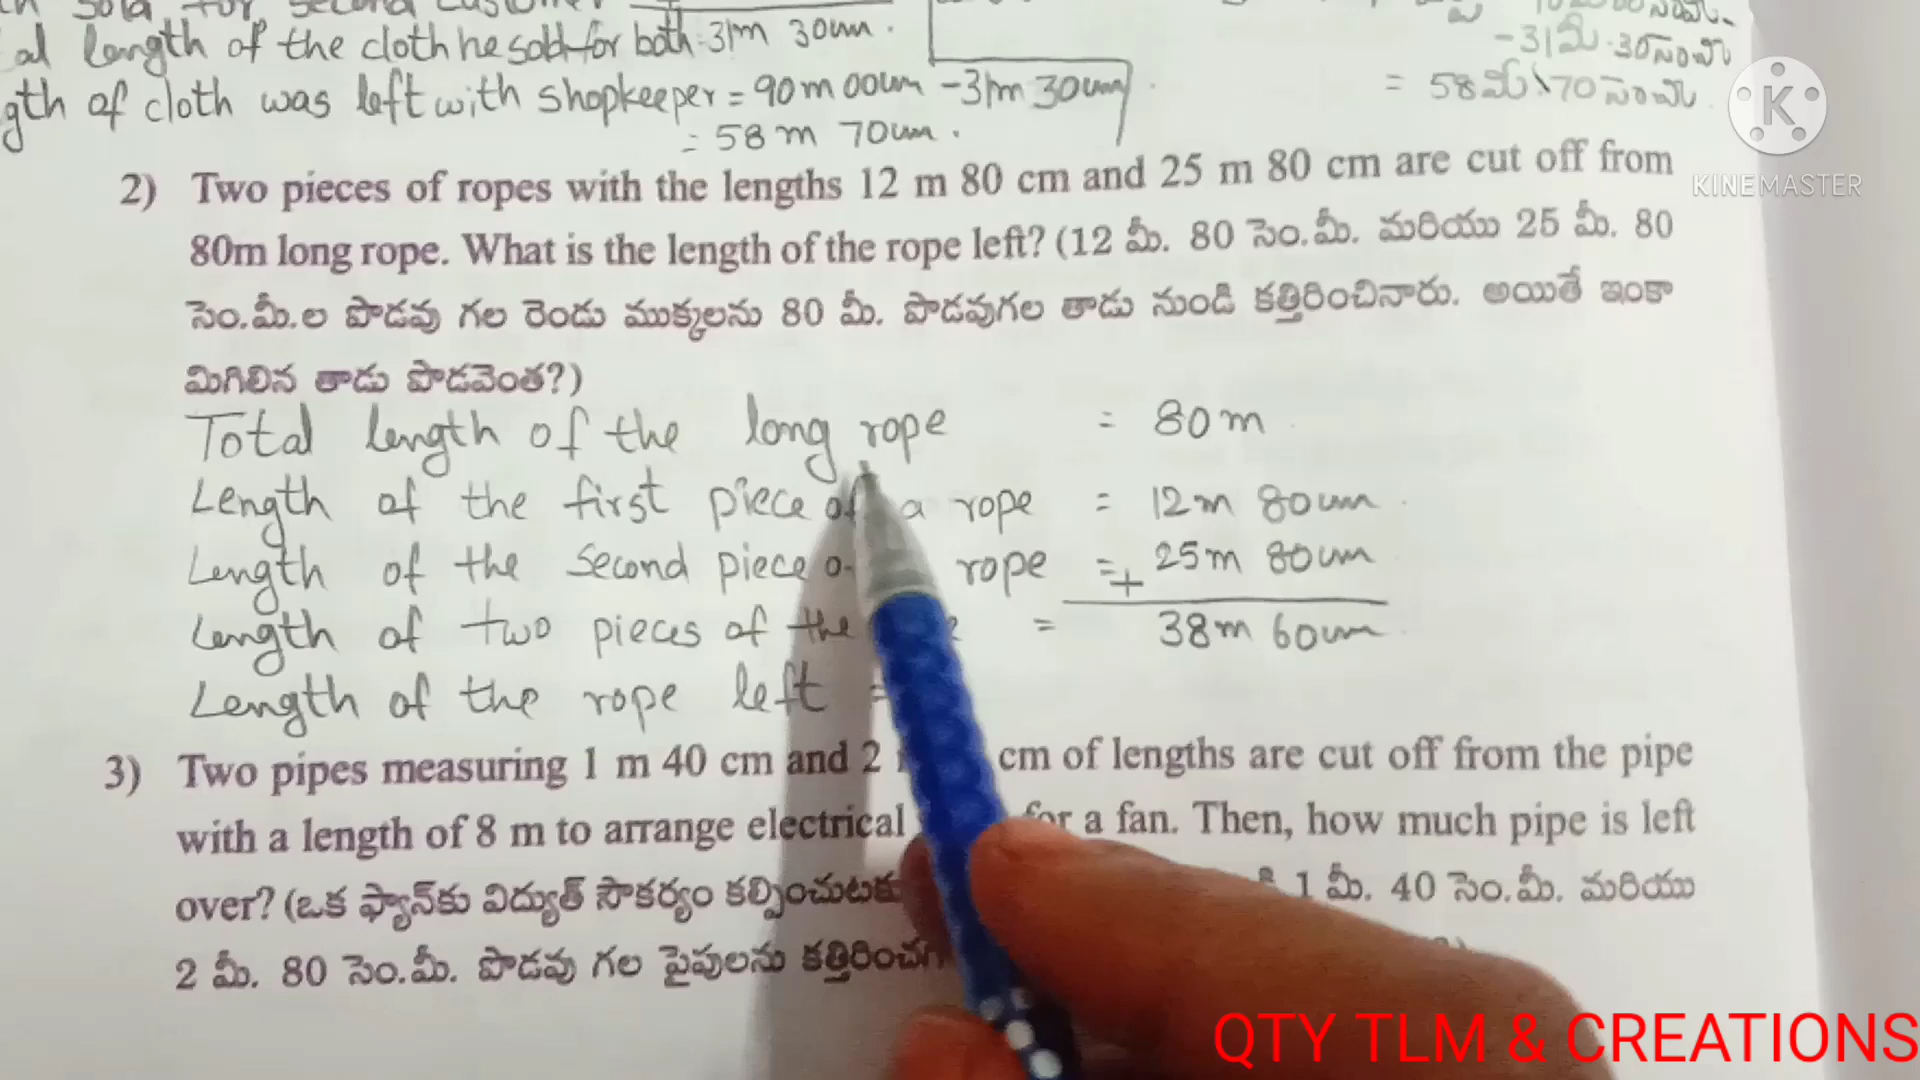 sold for second customer
al length of the cloth he sold for both = 31m 30cm.
gth of cloth was left with shopkeeper = 90m 00cm - 31m 30cm
= 58 m 70cm.
-31మీ. 30సెంమీ
= 58మీ 70 సెంమీ
K
KINEMASTER
2) Two pieces of ropes with the lengths 12 m 80 cm and 25 m 80 cm are cut off from
80m long rope. What is the length of the rope left? (12 మీ. 80 సెం.మీ. మరియు 25 మీ. 80
సెం.మీ.ల పొడవు గల రెండు ముక్కలను 80 మీ. పొడవుగల తాడు నుండి కత్తిరించినారు. అయితే ఇంకా
మిగిలిన తాడు పొడవెంత?)
Total length of the long rope = 80m
Length of the first piece of a rope = 12m 80cm
Length of the second piece rope = + 25m 80cm
Length of two pieces of the = 38m 60cm
Length of the rope left =
3) Two pipes measuring 1 m 40 cm and 2 cm of lengths are cut off from the pipe
with a length of 8 m to arrange electrical for a fan. Then, how much pipe is left
over? (ఒక ఫ్యాన్‌కు విద్యుత్ సౌకర్యం కల్పించుటకు 1 మీ. 40 సెం.మీ. మరియు
2 మీ. 80 సెం.మీ. పొడవు గల పైపులను
QTY TLM & CREATIONS